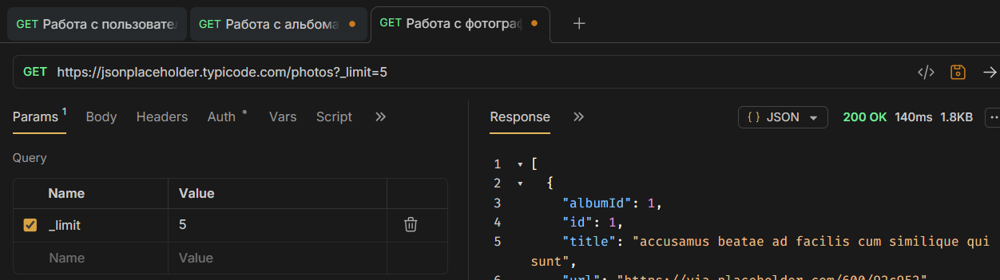 GET Работа с пользовате
GET Работа с альбома
GET Работа с фотогра
GET https://jsonplaceholder.typicode.com/photos?_limit=5
Params 1 Body Headers Auth Vars Script
Response { } JSON 200 OK 140ms 1.8KB
Query
Name Value
_limit 5
Name Value
1 [
2 {
3 "albumId": 1,
4 "id": 1,
5 "title": "accusamus beatae ad facilis cum similique qui
sunt",
6 "url": "https://via.placeholder.com/600/92c952"